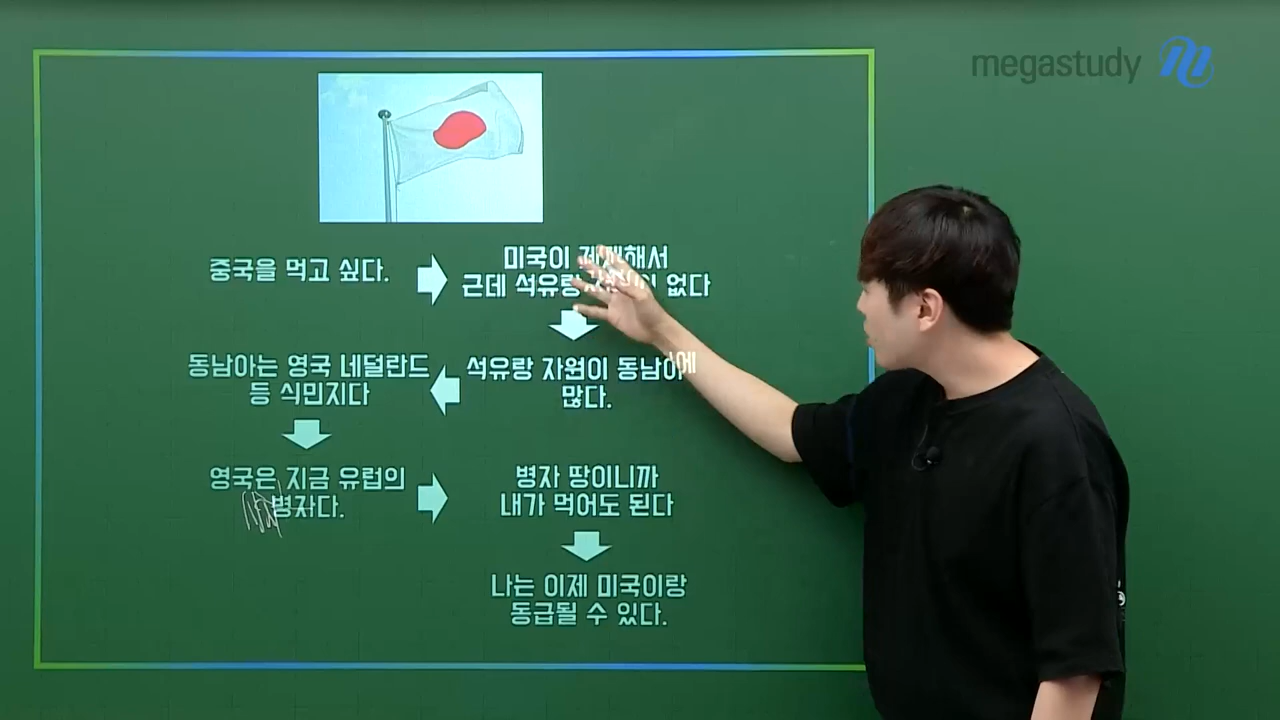 megastudy
중국을 먹고 싶다.
미국이 제재해서
근데 석유랑 없다
석유랑 자원이 동남아에
많다.
동남아는 영국 네덜란드
등 식민지다
영국은 지금 유럽의
병자다.
병자 땅이니까
내가 먹어도 된다
나는 이제 미국이랑
동급될 수 있다.